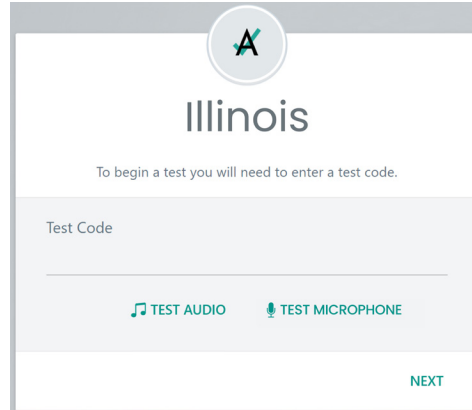 Illinois
To begin a test you will need to enter a test code.
Test Code
TEST AUDIO TEST MICROPHONE
NEXT